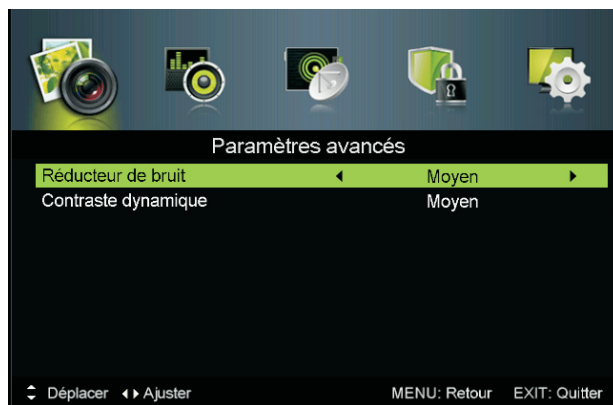 Paramètres avancés
Réducteur de bruit Moyen
Contraste dynamique Moyen
Déplacer Ajuster MENU: Retour EXIT: Quitter